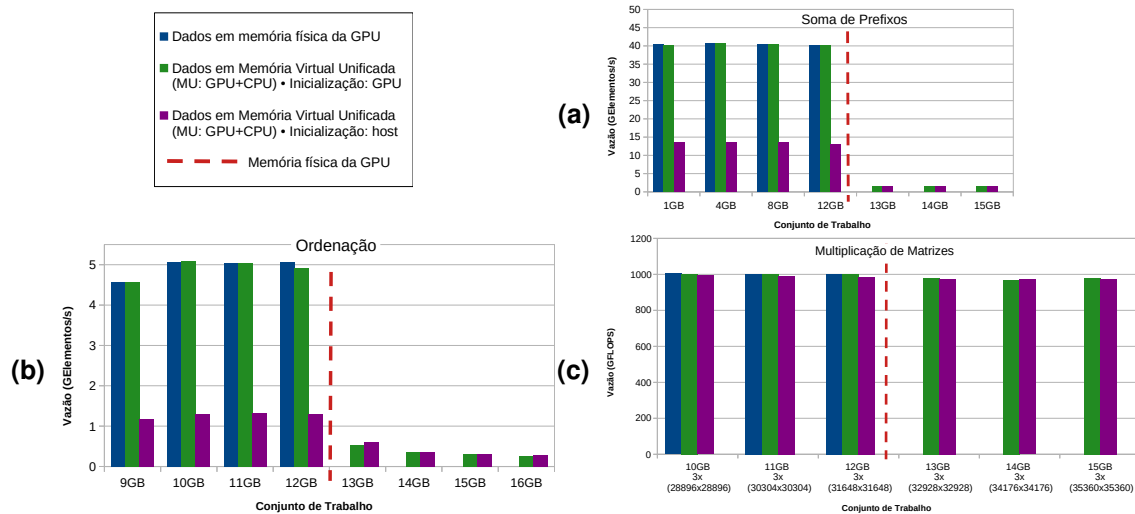 Dados em memória física da GPU
Dados em Memória Virtual Unificada
(MU: GPU+CPU) • Inicialização: GPU
Dados em Memória Virtual Unificada
(MU: GPU+CPU) • Inicialização: host
Memória física da GPU
(a)
Soma de Prefixos
Vazão (GElementos/s)
50
45
40
35
30
25
20
15
10
5
0
1GB 4GB 8GB 12GB 13GB 14GB 15GB
Conjunto de Trabalho
(b)
Ordenação
Vazão (GElementos/s)
5
4
3
2
1
0
9GB 10GB 11GB 12GB 13GB 14GB 15GB 16GB
Conjunto de Trabalho
(c)
Multiplicação de Matrizes
Vazão (GFLOPS)
1200
1000
800
600
400
200
0
10GB 11GB 12GB 13GB 14GB 15GB
3x 3x 3x 3x 3x 3x
(28896x28896) (30304x30304) (31648x31648) (32928x32928) (34176x34176) (35360x35360)
Conjunto de Trabalho